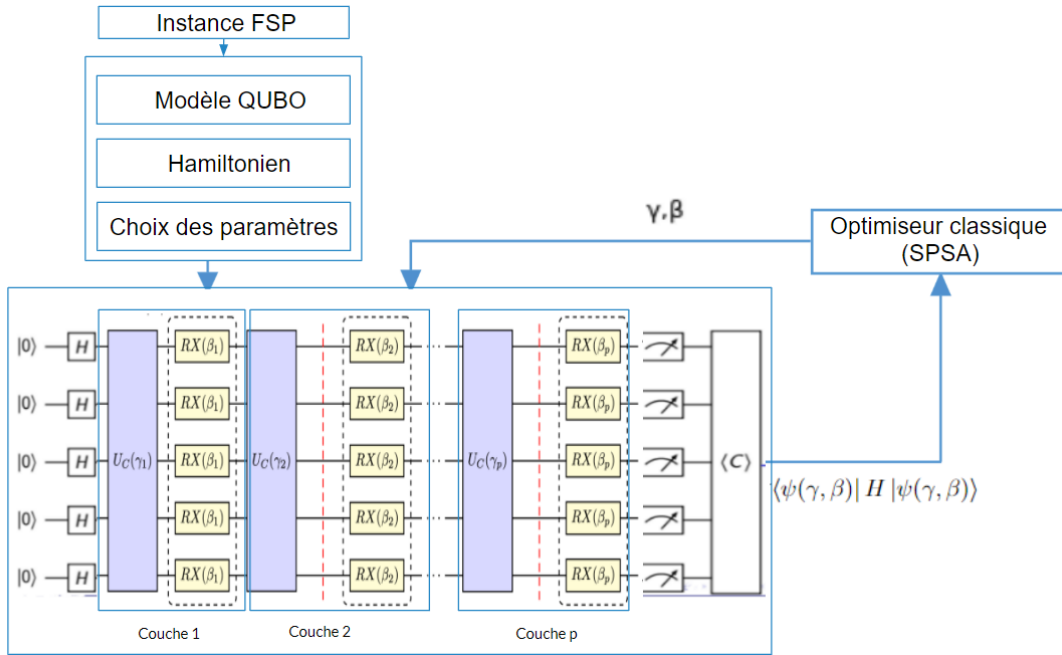 Instance FSP
Modèle QUBO
Hamiltonien
Choix des paramètres
γ,β
Optimiseur classique
(SPSA)
|0⟩ H RX(β₁) RX(β₂) ... RX(βₚ)
|0⟩ H RX(β₁) RX(β₂) ... RX(βₚ)
|0⟩ H U_C(γ₁) RX(β₁) U_C(γ₂) RX(β₂) ... U_C(γₚ) RX(βₚ) ⟨C⟩
⟨ψ(γ, β)| H |ψ(γ, β)⟩
|0⟩ H RX(β₁) RX(β₂) ... RX(βₚ)
|0⟩ H RX(β₁) RX(β₂) ... RX(βₚ)
Couche 1 Couche 2 Couche p